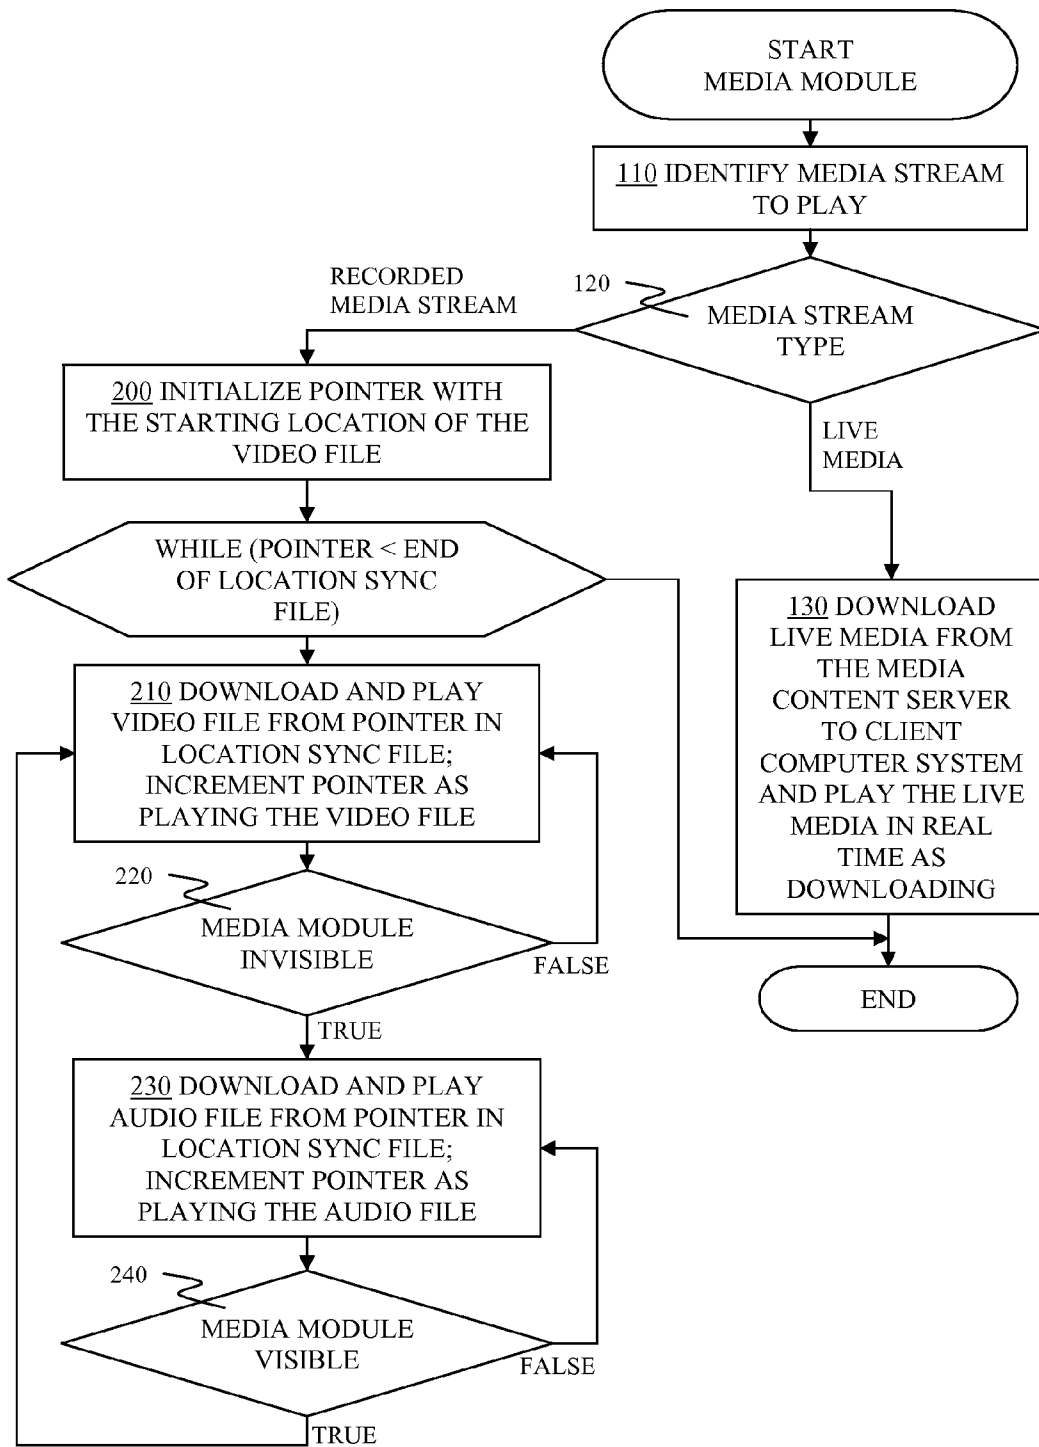 START
MEDIA MODULE
110 IDENTIFY MEDIA STREAM
TO PLAY
RECORDED
MEDIA STREAM
120
MEDIA STREAM
TYPE
200 INITIALIZE POINTER WITH
THE STARTING LOCATION OF THE
VIDEO FILE
LIVE
MEDIA
WHILE (POINTER < END
OF LOCATION SYNC
FILE)
130 DOWNLOAD
LIVE MEDIA FROM
THE MEDIA
CONTENT SERVER
TO CLIENT
COMPUTER SYSTEM
AND PLAY THE LIVE
MEDIA IN REAL
TIME AS
DOWNLOADING
210 DOWNLOAD AND PLAY
VIDEO FILE FROM POINTER IN
LOCATION SYNC FILE;
INCREMENT POINTER AS
PLAYING THE VIDEO FILE
220
MEDIA MODULE
INVISIBLE
FALSE
END
TRUE
230 DOWNLOAD AND PLAY
AUDIO FILE FROM POINTER IN
LOCATION SYNC FILE;
INCREMENT POINTER AS
PLAYING THE AUDIO FILE
240
MEDIA MODULE
VISIBLE
FALSE
TRUE